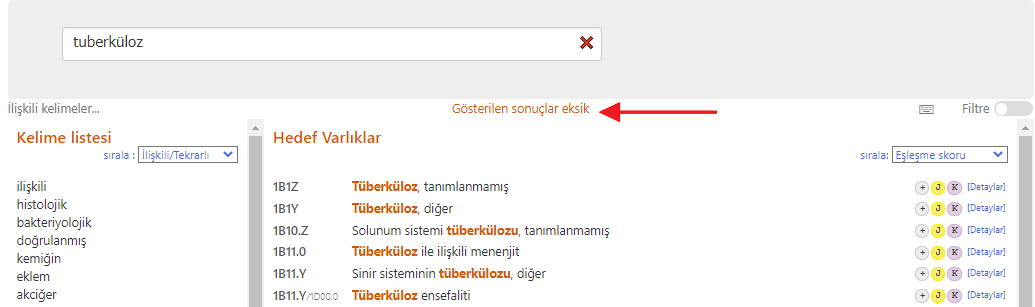 tuberküloz
İlişkili kelimeler... Gösterilen sonuçlar eksik Filtre
Kelime listesi
sırala : İlişkili/Tekrarlı
ilişkili
histolojik
bakteriyolojik
doğrulanmış
kemiğin
eklem
akciğer
Hedef Varlıklar
sırala: Eşleşme skoru
1B1Z Tüberküloz, tanımlanmamış + J K [Detaylar]
1B1Y Tüberküloz, diğer + J K [Detaylar]
1B10.Z Solunum sistemi tüberkülozu, tanımlanmamış + J K [Detaylar]
1B11.0 Tüberküloz ile ilişkili menenjit + J K [Detaylar]
1B11.Y Sinir sisteminin tüberkülozu, diğer + J K [Detaylar]
1B11.Y/1D00.0 Tüberküloz ensefaliti + J K [Detaylar]